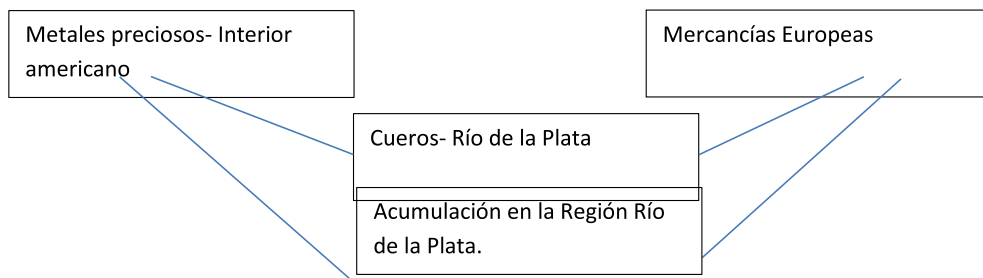 Metales preciosos- Interior
americano
Mercancías Europeas
Cueros- Río de la Plata
Acumulación en la Región Río
de la Plata.